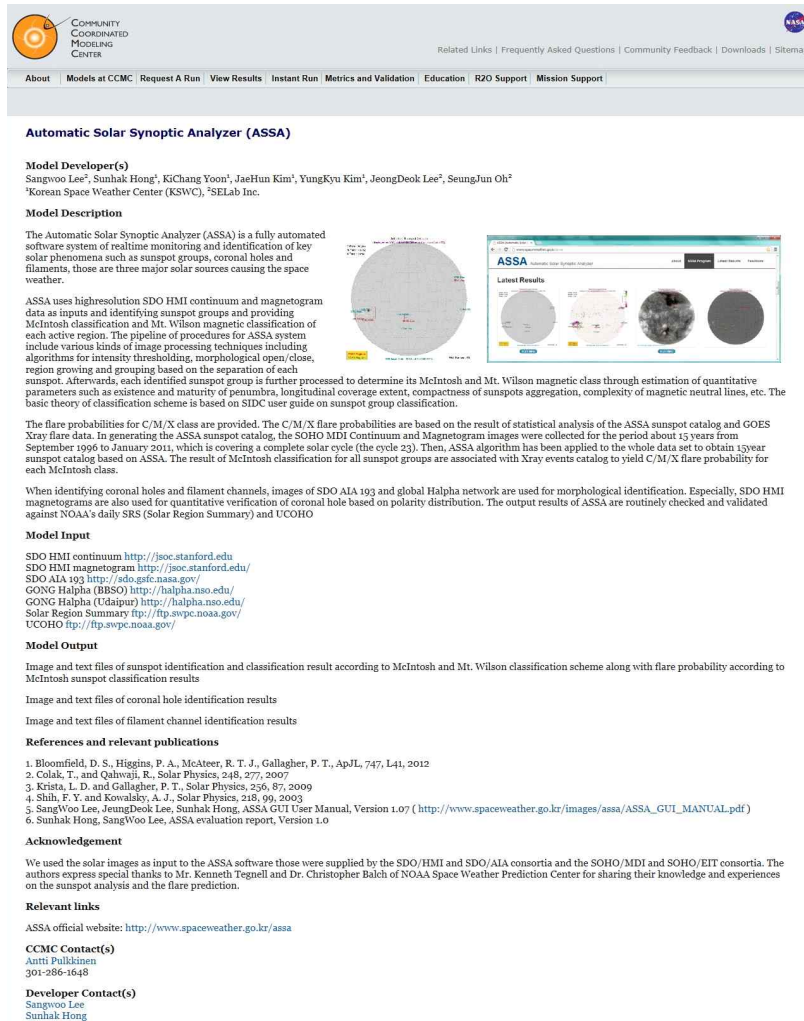 COMMUNITY
COORDINATED
MODELING
CENTER
NASA
Related Links | Frequently Asked Questions | Community Feedback | Downloads | Sitema
About | Models at CCMC | Request A Run | View Results | Instant Run | Metrics and Validation | Education | R2O Support | Mission Support
Automatic Solar Synoptic Analyzer (ASSA)
Model Developer(s)
Sangwoo Lee², Sunhak Hong¹, KiChang Yoon¹, JaeHun Kim¹, YungKyu Kim¹, JeongDeok Lee², SeungJun Oh²
¹Korean Space Weather Center (KSWC), ²SELab Inc.
Model Description
The Automatic Solar Synoptic Analyzer (ASSA) is a fully automated
software system of realtime monitoring and identification of key
solar phenomena such as sunspot groups, coronal holes and
filaments, those are three major solar sources causing the space
weather.
ASSA
Automatic Solar Synoptic Analyzer
Latest Results
ASSA uses highresolution SDO HMI continuum and magnetogram
data as inputs and identifying sunspot groups and providing
McIntosh classification and Mt. Wilson magnetic classification of
each active region. The pipeline of procedures for ASSA system
include various kinds of image processing techniques including
algorithms for intensity thresholding, morphological open/close,
region growing and grouping based on the separation of each
sunspot. Afterwards, each identified sunspot group is further processed to determine its McIntosh and Mt. Wilson magnetic class through estimation of quantitative
parameters such as existence and maturity of penumbra, longitudinal coverage extent, compactness of sunspots aggregation, complexity of magnetic neutral lines, etc. The
basic theory of classification scheme is based on SIDC user guide on sunspot group classification.
The flare probabilities for C/M/X class are provided. The C/M/X flare probabilities are based on the result of statistical analysis of the ASSA sunspot catalog and GOES
Xray flare data. In generating the ASSA sunspot catalog, the SOHO MDI Continuum and Magnetogram images were collected for the period about 15 years from
September 1996 to January 2011, which is covering a complete solar cycle (the cycle 23). Then, ASSA algorithm has been applied to the whole data set to obtain 15year
sunspot catalog based on ASSA. The result of McIntosh classification for all sunspot groups are associated with Xray events catalog to yield C/M/X flare probability for
each McIntosh class.
When identifying coronal holes and filament channels, images of SDO AIA 193 and global Halpha network are used for morphological identification. Especially, SDO HMI
magnetograms are also used for quantitative verification of coronal hole based on polarity distribution. The output results of ASSA are routinely checked and validated
against NOAA's daily SRS (Solar Region Summary) and UCOHO
Model Input
SDO HMI continuum http://jsoc.stanford.edu
SDO HMI magnetogram http://jsoc.stanford.edu/
SDO AIA 193 http://sdo.gsfc.nasa.gov/
GONG Halpha (BBSO) http://halpha.nso.edu/
GONG Halpha (Udaipur) http://halpha.nso.edu/
Solar Region Summary ftp://ftp.swpc.noaa.gov/
UCOHO ftp://ftp.swpc.noaa.gov/
Model Output
Image and text files of sunspot identification and classification result according to McIntosh and Mt. Wilson classification scheme along with flare probability according to
McIntosh sunspot classification results
Image and text files of coronal hole identification results
Image and text files of filament channel identification results
References and relevant publications
1. Bloomfield, D. S., Higgins, P. A., McAteer, R. T. J., Gallagher, P. T., ApJL, 747, L41, 2012
2. Colak, T., and Qahwaji, R., Solar Physics, 248, 277, 2007
3. Krista, L. D. and Gallagher, P. T., Solar Physics, 256, 87, 2009
4. Shih, F. Y. and Kowalsky, A. J., Solar Physics, 218, 99, 2003
5. SangWoo Lee, JeungDeok Lee, Sunhak Hong, ASSA GUI User Manual, Version 1.07 ( http://www.spaceweather.go.kr/images/assa/ASSA_GUI_MANUAL.pdf )
6. Sunhak Hong, SangWoo Lee, ASSA evaluation report, Version 1.0
Acknowledgement
We used the solar images as input to the ASSA software those were supplied by the SDO/HMI and SDO/AIA consortia and the SOHO/MDI and SOHO/EIT consortia. The
authors express special thanks to Mr. Kenneth Tegnell and Dr. Christopher Balch of NOAA Space Weather Prediction Center for sharing their knowledge and experiences
on the sunspot analysis and the flare prediction.
Relevant links
ASSA official website: http://www.spaceweather.go.kr/assa
CCMC Contact(s)
Antti Pulkkinen
301-286-1648
Developer Contact(s)
Sangwoo Lee
Sunhak Hong